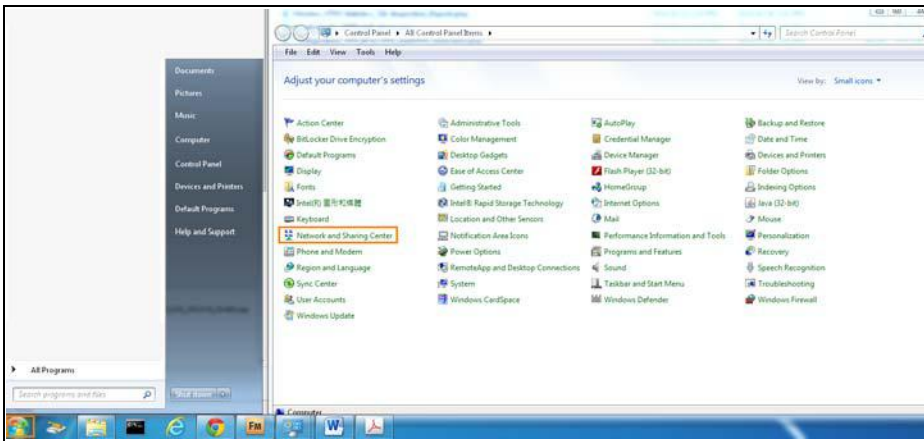 Control Panel ▸ All Control Panel Items ▸
Search Control Panel
File Edit View Tools Help
Documents
Pictures
Music
Computer
Control Panel
Devices and Printers
Default Programs
Help and Support
All Programs
Search programs and files
Adjust your computer's settings
View by: Small icons
Action Center
Administrative Tools
AutoPlay
Backup and Restore
BitLocker Drive Encryption
Color Management
Credential Manager
Date and Time
Default Programs
Desktop Gadgets
Device Manager
Devices and Printers
Display
Ease of Access Center
Flash Player (32-bit)
Folder Options
Fonts
Getting Started
HomeGroup
Indexing Options
Intel(R)
Intel® Rapid Storage Technology
Internet Options
Java (32-bit)
Keyboard
Location and Other Sensors
Mail
Mouse
Network and Sharing Center
Notification Area Icons
Performance Information and Tools
Personalization
Phone and Modem
Power Options
Programs and Features
Recovery
Region and Language
RemoteApp and Desktop Connections
Sound
Speech Recognition
Sync Center
System
Taskbar and Start Menu
Troubleshooting
User Accounts
Windows CardSpace
Windows Defender
Windows Firewall
Windows Update
Computer
FM
W